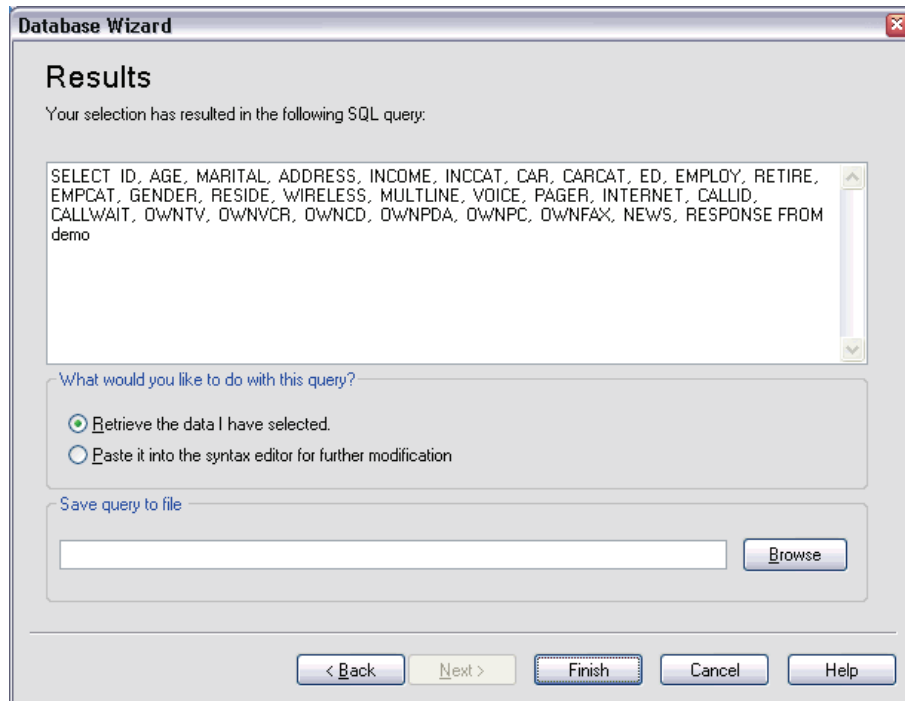 Database Wizard
Results
Your selection has resulted in the following SQL query:
SELECT ID, AGE, MARITAL, ADDRESS, INCOME, INCCAT, CAR, CARCAT, ED, EMPLOY, RETIRE,
EMPCAT, GENDER, RESIDE, WIRELESS, MULTLINE, VOICE, PAGER, INTERNET, CALLID,
CALLWAIT, OWNTV, OWNVCR, OWNCD, OWNPDA, OWNPC, OWNFAX, NEWS, RESPONSE FROM
demo
What would you like to do with this query?
Retrieve the data I have selected.
Paste it into the syntax editor for further modification
Save query to file
Browse
< Back Next > Finish Cancel Help